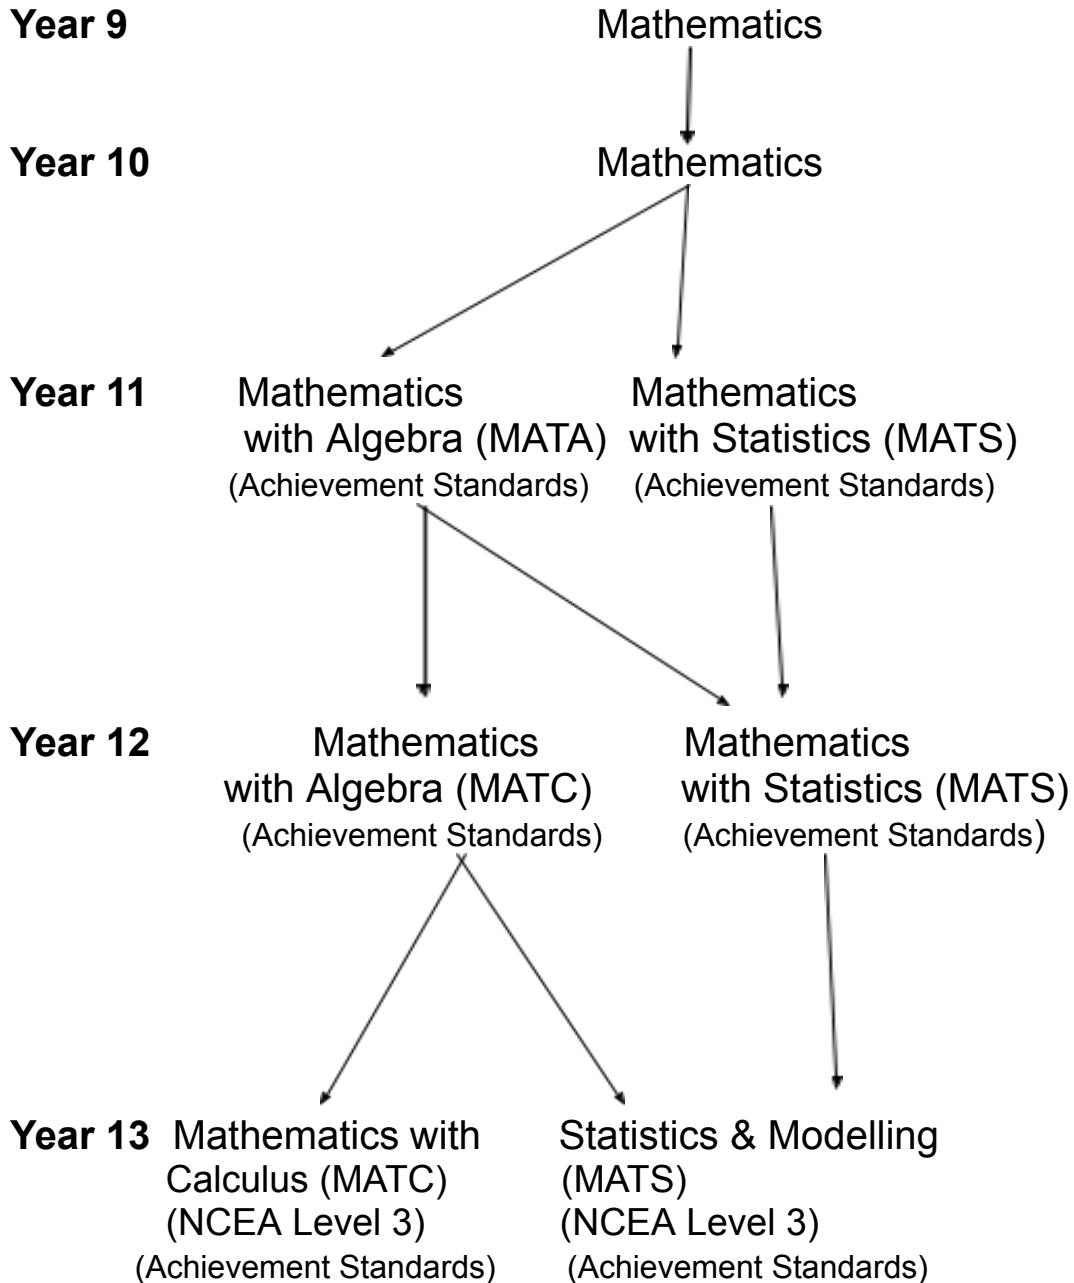 Year 9 Mathematics
Year 10 Mathematics
Year 11 Mathematics Mathematics
with Algebra (MATA) with Statistics (MATS)
(Achievement Standards) (Achievement Standards)
Year 12 Mathematics Mathematics
with Algebra (MATC) with Statistics (MATS)
(Achievement Standards) (Achievement Standards)
Year 13 Mathematics with Statistics & Modelling
Calculus (MATC) (MATS)
(NCEA Level 3) (NCEA Level 3)
(Achievement Standards) (Achievement Standards)